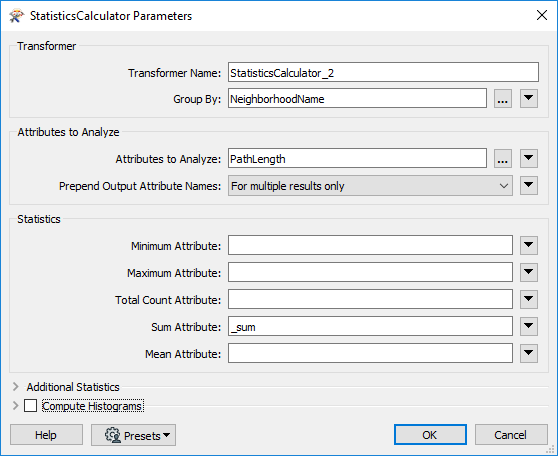 StatisticsCalculator Parameters
Transformer
Transformer Name: StatisticsCalculator_2
Group By: NeighborhoodName ...
Attributes to Analyze
Attributes to Analyze: PathLength ...
Prepend Output Attribute Names: For multiple results only
Statistics
Minimum Attribute:
Maximum Attribute:
Total Count Attribute:
Sum Attribute: _sum
Mean Attribute:
Additional Statistics
Compute Histograms
Help Presets OK Cancel